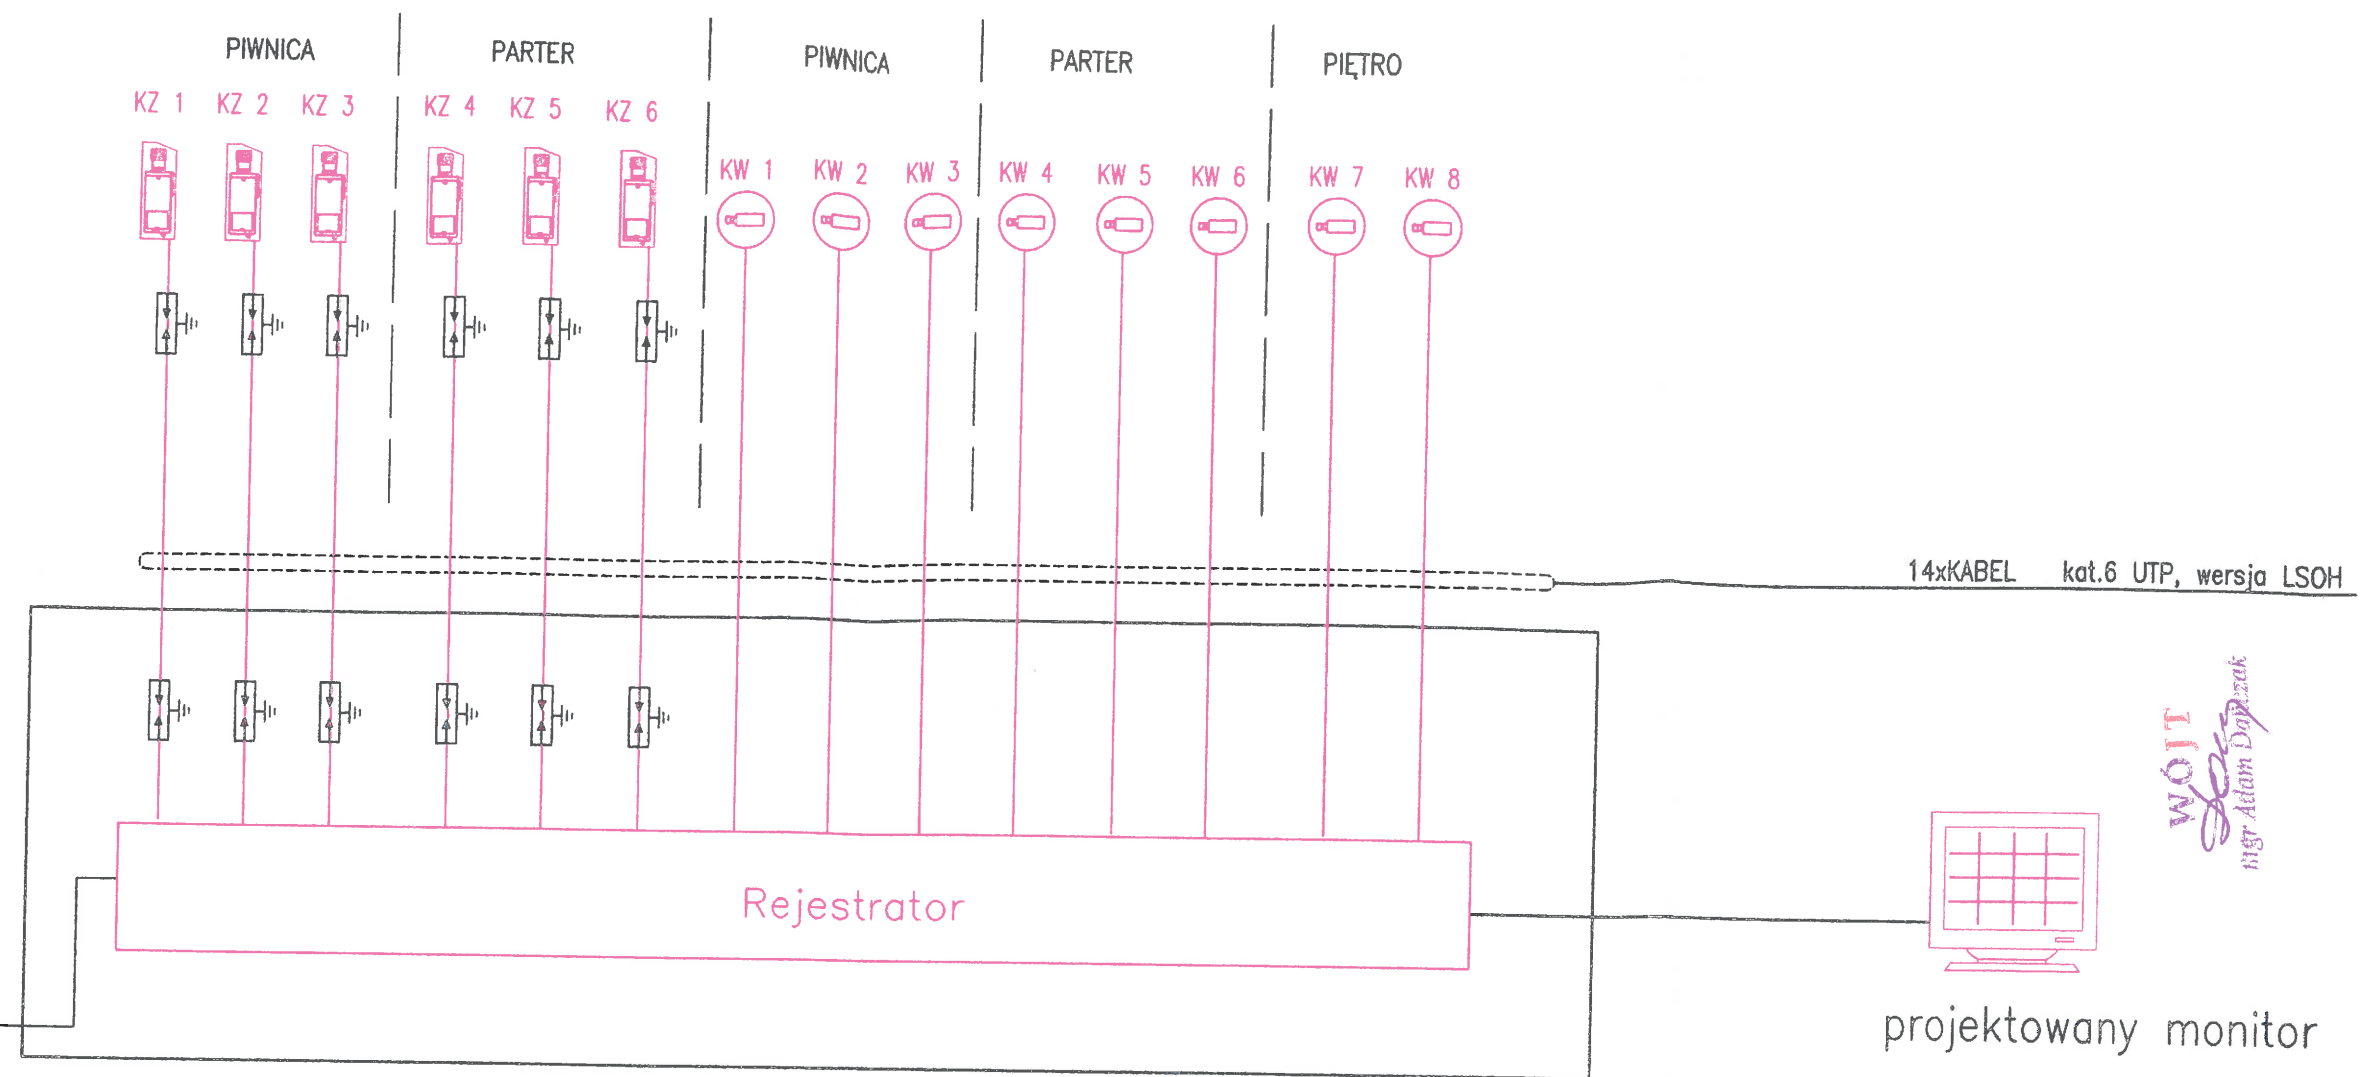 PIWNICA PARTER PIWNICA PARTER PIĘTRO
KZ 1 KZ 2 KZ 3 KZ 4 KZ 5 KZ 6
KW 1 KW 2 KW 3 KW 4 KW 5 KW 6 KW 7 KW 8
14xKABEL kat.6 UTP, wersja LSOH
Rejestrator
projektowany monitor
WÓJT
mgr Adam